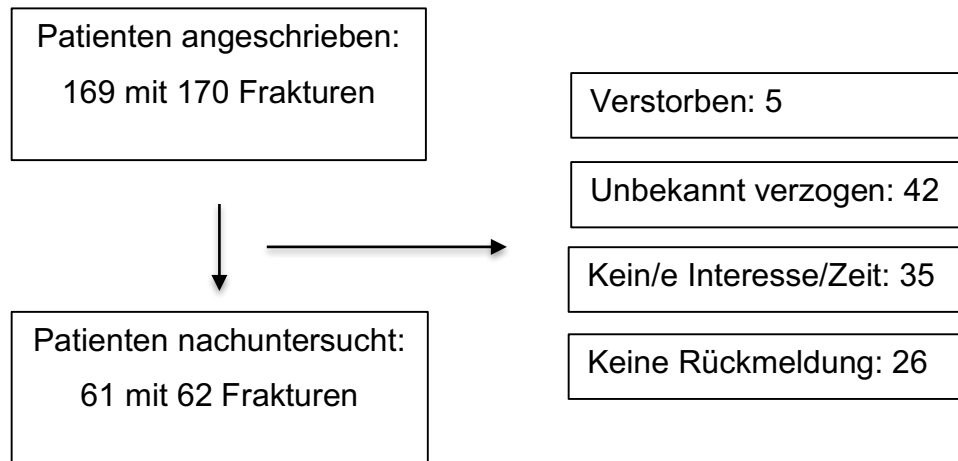 Patienten angeschrieben:
169 mit 170 Frakturen
Verstorben: 5
Unbekannt verzogen: 42
Kein/e Interesse/Zeit: 35
Keine Rückmeldung: 26
Patienten nachuntersucht:
61 mit 62 Frakturen